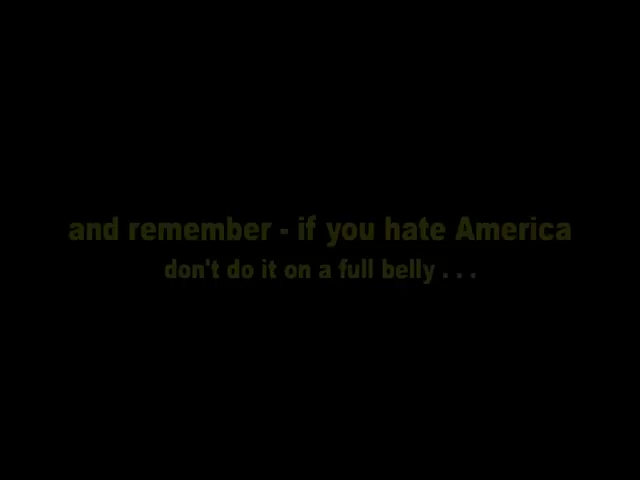 and remember - if you hate America
don't do it on a full belly . . .